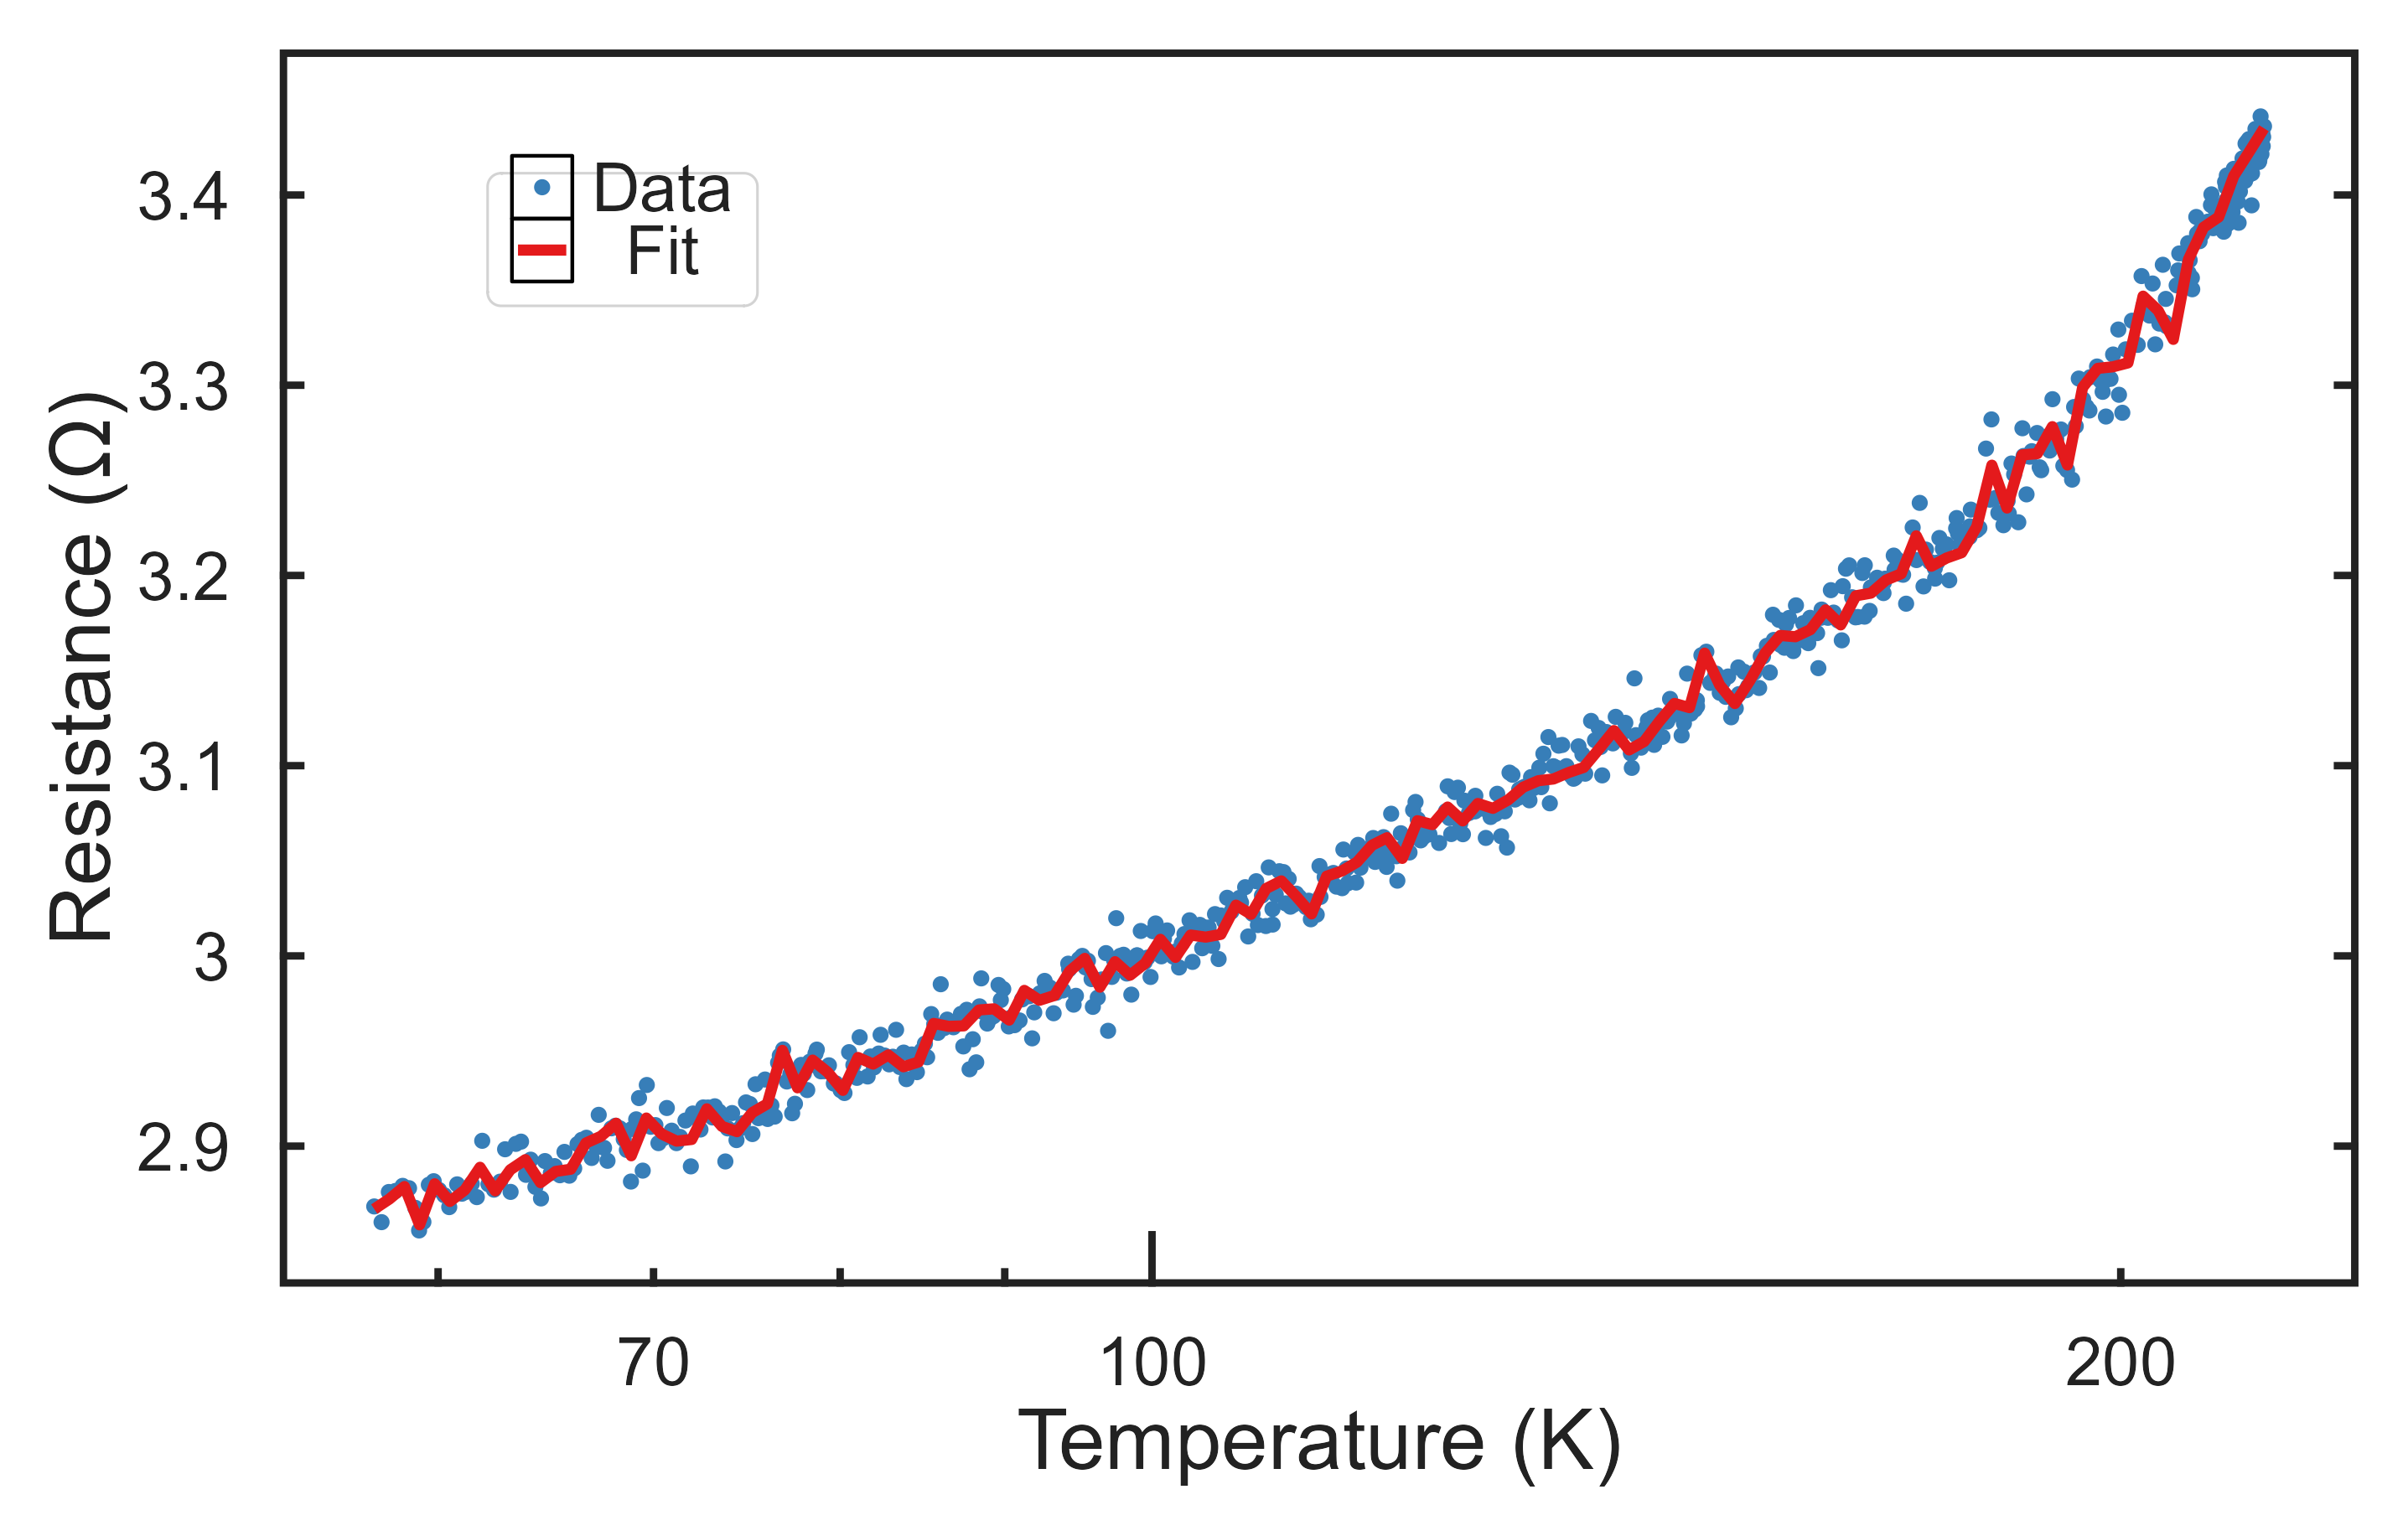 Data
Fit
3.4
3.3
3.2
3.1
3
2.9
Resistance (Ω)
70 100 200
Temperature (K)